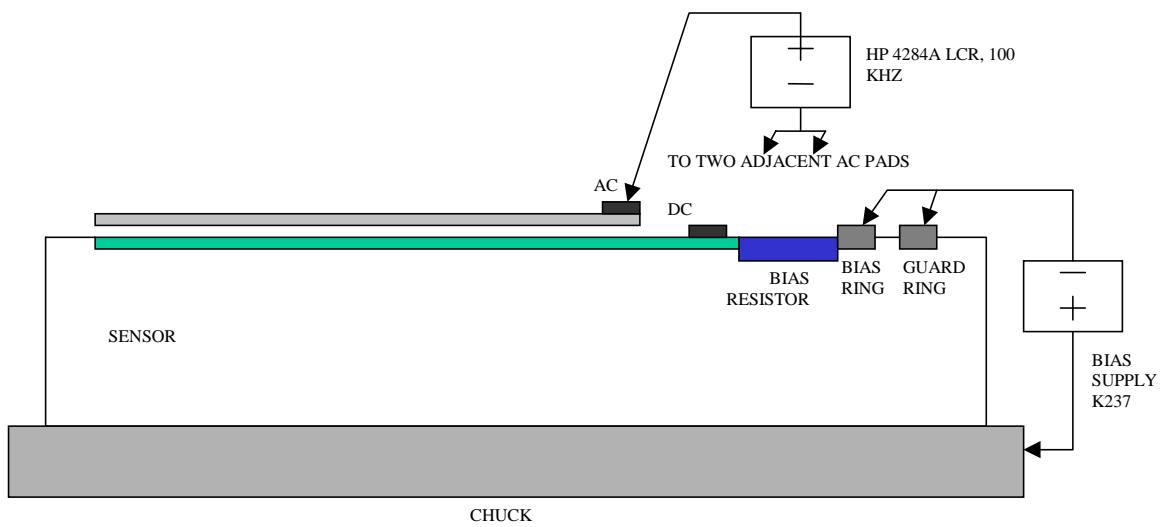 HP 4284A LCR, 100
KHZ
TO TWO ADJACENT AC PADS
AC
DC
BIAS
RESISTOR
BIAS
RING
GUARD
RING
SENSOR
BIAS
SUPPLY
K237
CHUCK